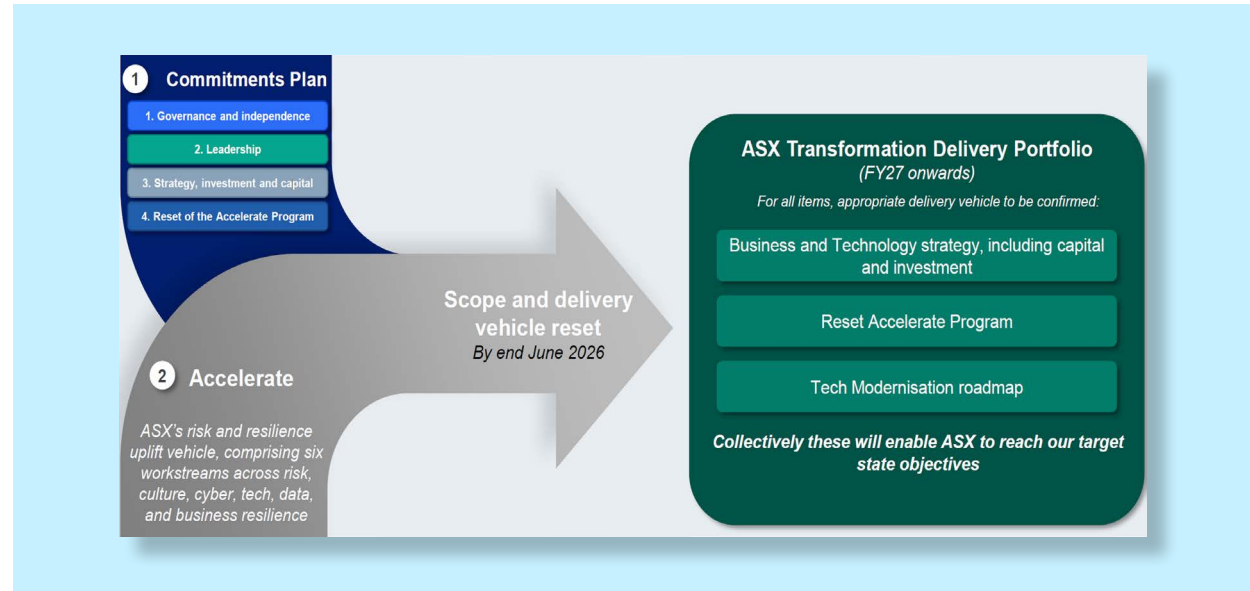 1 Commitments Plan
1. Governance and independence
2. Leadership
3. Strategy, investment and capital
4. Reset of the Accelerate Program
2 Accelerate
ASX's risk and resilience
uplift vehicle, comprising six
workstreams across risk,
culture, cyber, tech, data,
and business resilience
Scope and delivery
vehicle reset
By end June 2026
ASX Transformation Delivery Portfolio
(FY27 onwards)
For all items, appropriate delivery vehicle to be confirmed:
Business and Technology strategy, including capital
and investment
Reset Accelerate Program
Tech Modernisation roadmap
Collectively these will enable ASX to reach our target
state objectives